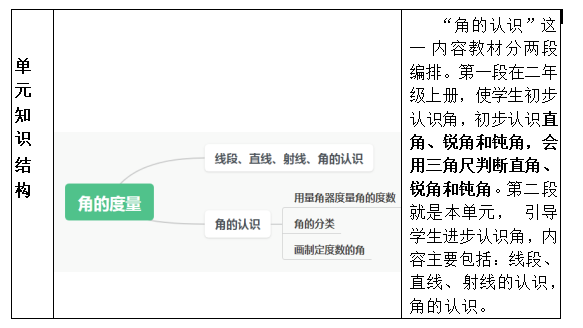 单
元
知
识
结
构
线段、直线、射线、角的认识
角的度量
用量角器度量角的度数
角的认识
角的分类
画制定度数的角
“角的认识”这
一内容教材分两段
编排。第一段在二年
级上册，使学生初步
认识角，初步认识直
角、锐角和钝角，会
用三角尺判断直角、
锐角和钝角。第二段
就是本单元， 引导
学生进步认识角，内
容主要包括：线段、
直线、射线的认识，
角的认识。